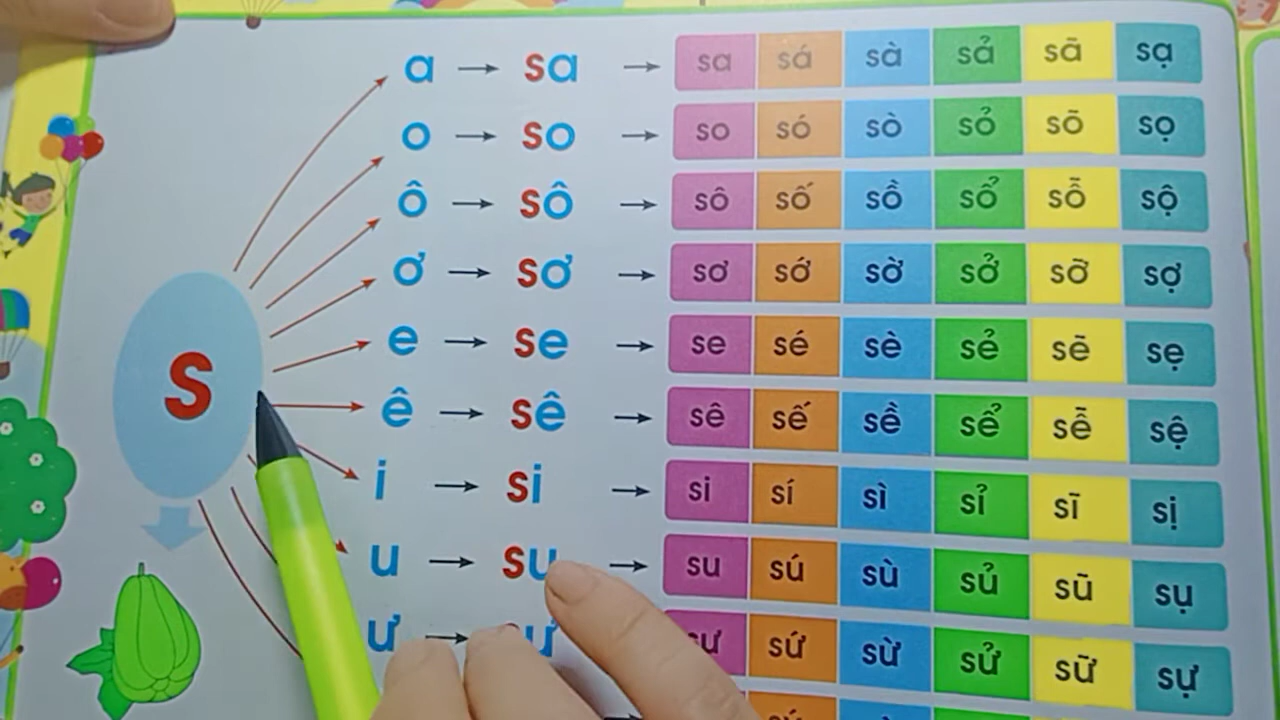 a → sa → sa sá sà sả sã sạ
o → so → so só sò sỏ sõ sọ
ô → sô → sô số sồ sổ sỗ sộ
ơ → sơ → sơ sớ sờ sở sỡ sợ
s
e → se → se sé sè sẻ sẽ sẹ
ê → sê → sê sế sề sể sễ sệ
i → si → si sí sì sỉ sĩ sị
u → su → su sú sù sủ sũ sụ
ư → ư → ư sứ sừ sử sữ sự